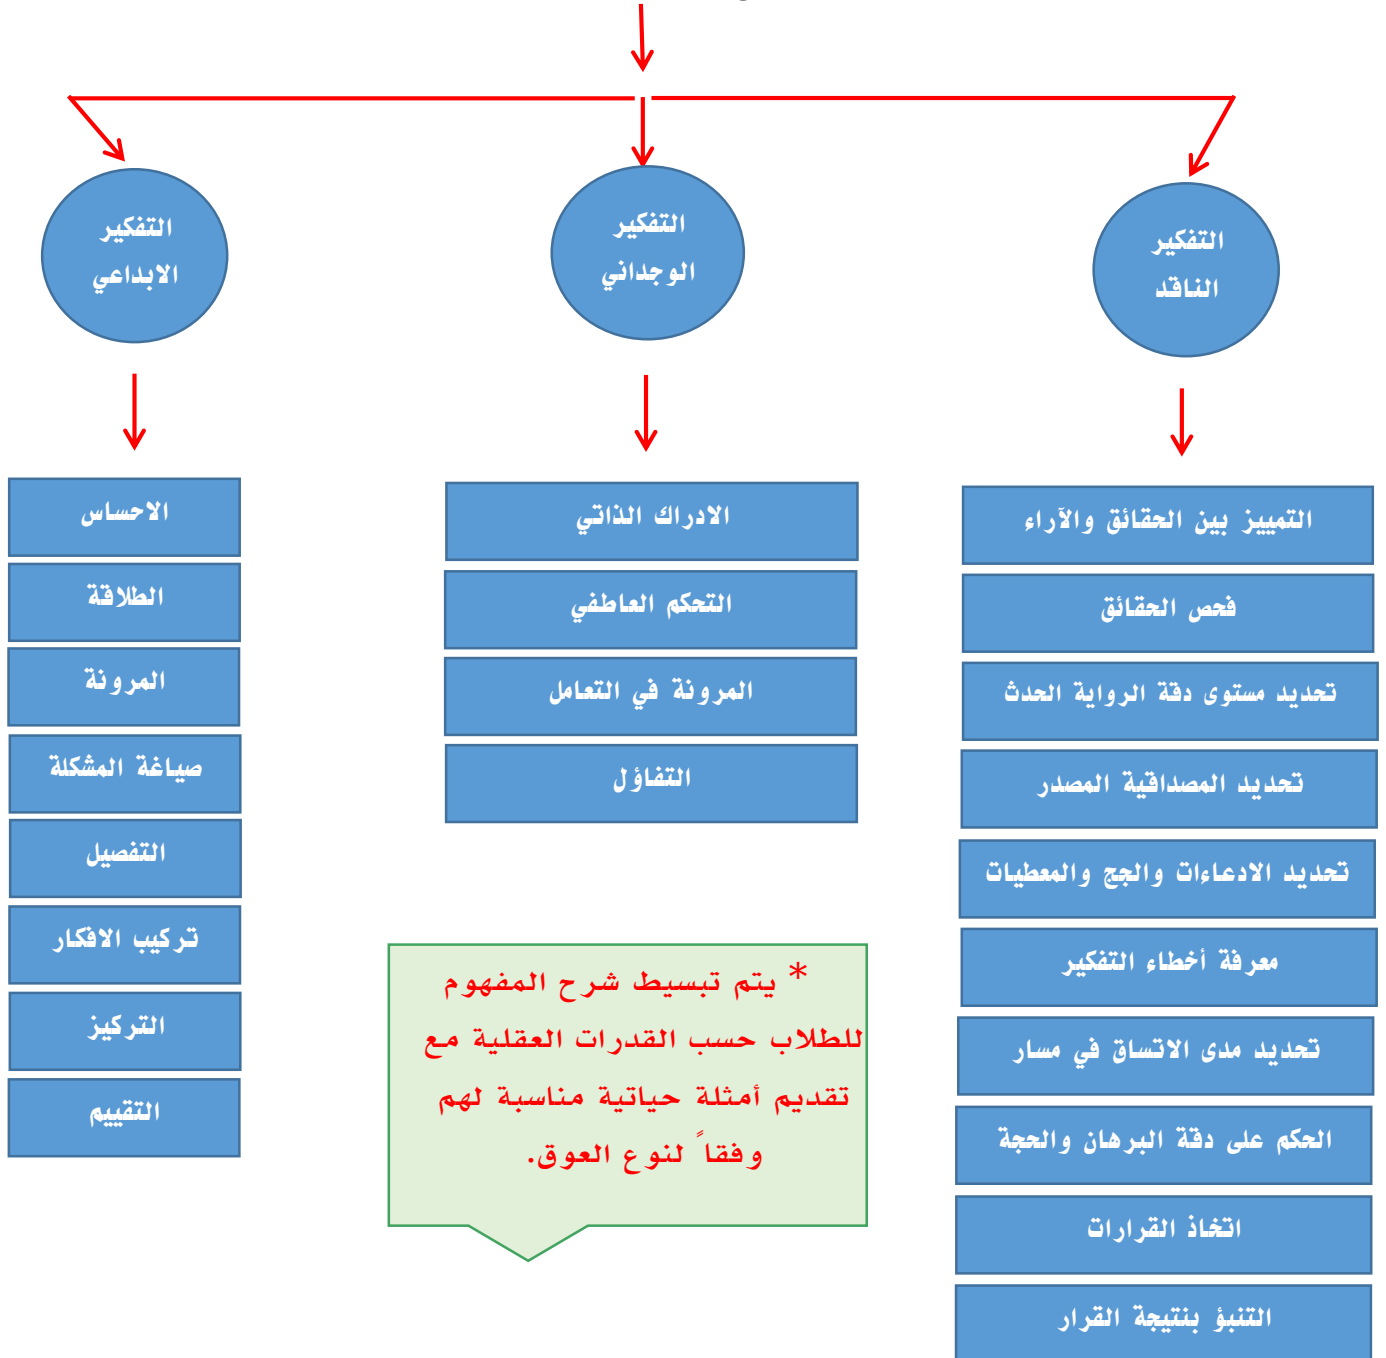 التفكير
الناقد
التفكير
الوجداني
التفكير
الابداعي
التمييز بين الحقائق والآراء
فحص الحقائق
تحديد مستوى دقة الرواية الحدث
تحديد المصداقية المصدر
تحديد الادعاءات والجج والمعطيات
معرفة أخطاء التفكير
تحديد مدى الاتساق في مسار
الحكم على دقة البرهان والحجة
اتخاذ القرارات
التنبؤ بنتيجة القرار
الادراك الذاتي
التحكم العاطفي
المرونة في التعامل
التفاؤل
الاحساس
الطلاقة
المرونة
صياغة المشكلة
التفصيل
تركيب الافكار
التركيز
التقييم
* يتم تبسيط شرح المفهوم
للطلاب حسب القدرات العقلية مع
تقديم أمثلة حياتية مناسبة لهم
وفقاً لنوع العوق.